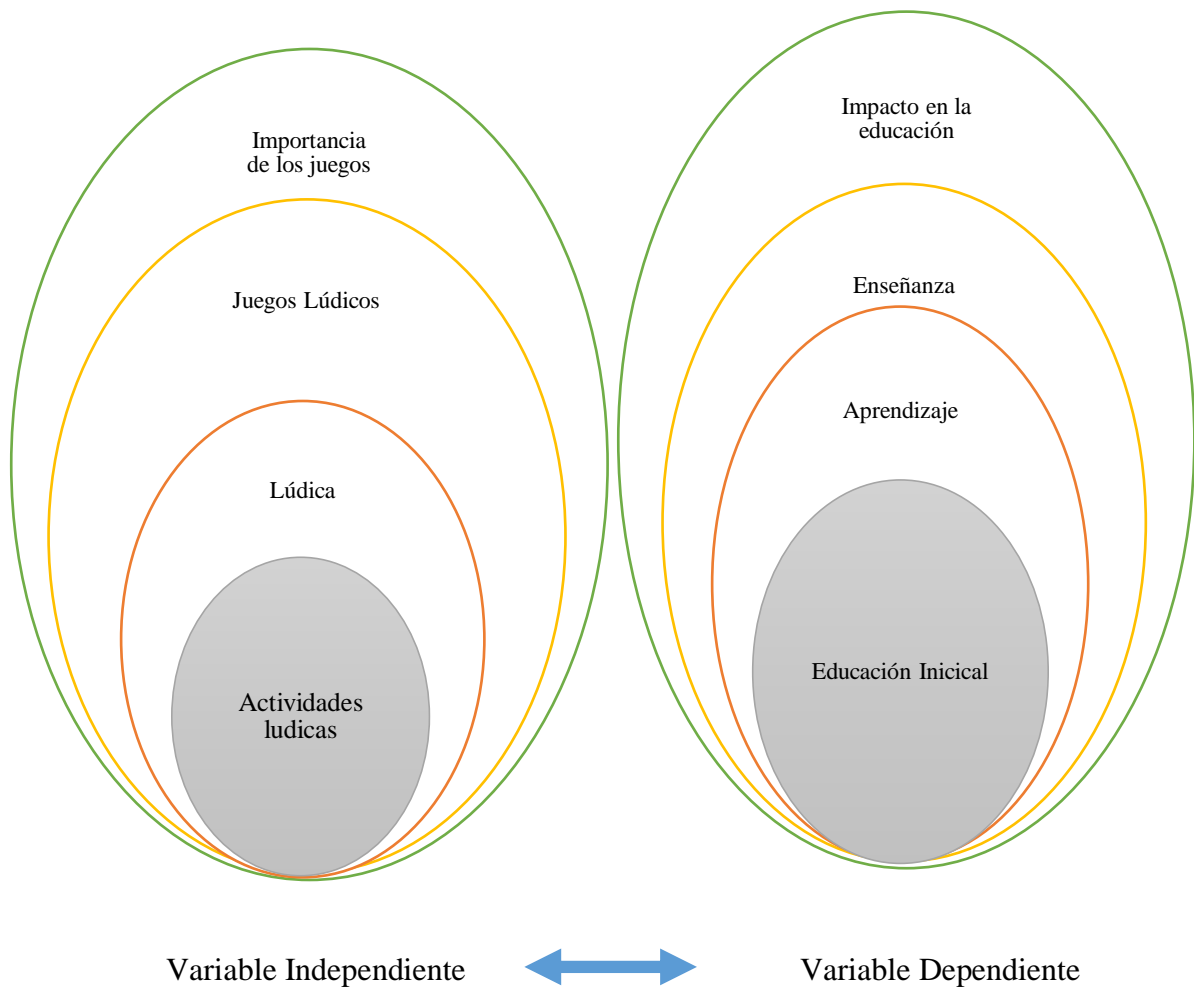 Importancia
de los juegos
Juegos Lúdicos
Lúdica
Actividades
ludicas
Impacto en la
educación
Enseñanza
Aprendizaje
Educación Inicical
Variable Independiente
Variable Dependiente